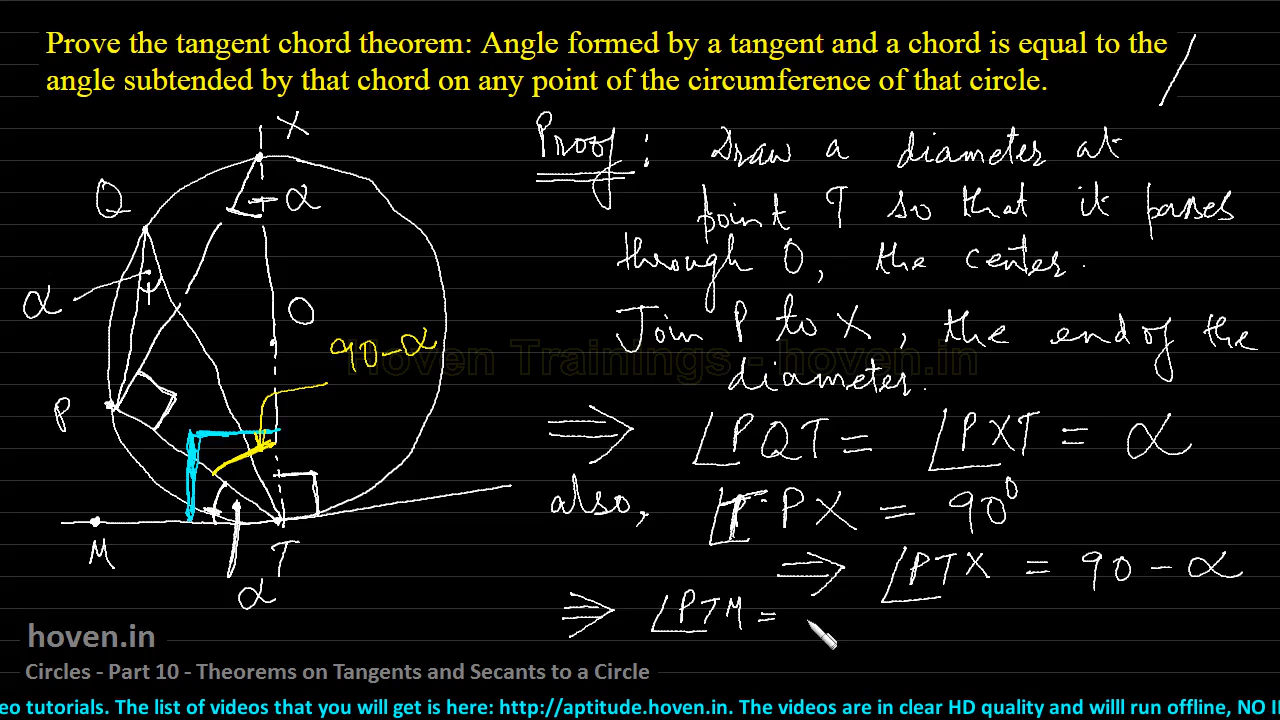 Prove the tangent chord theorem: Angle formed by a tangent and a chord is equal to the
angle subtended by that chord on any point of the circumference of that circle.
X
Q
α
α
O
90-α
P
M
T
α
Proof: Draw a diameter at
point T so that it passes
through O, the center.
Join P to X, the end of the
diameter.
⇒ ∠PQT = ∠PXT = α
also, ∠TPX = 90°
⇒ ∠PTX = 90 - α
⇒ ∠PTM =
Hoven Trainings - hoven.in
hoven.in
Circles - Part 10 - Theorems on Tangents and Secants to a Circle
eo tutorials. The list of videos that you will get is here: http://aptitude.hoven.in. The videos are in clear HD quality and willl run offline, NO I